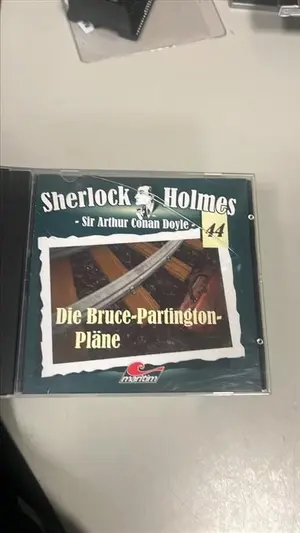 Sherlock Holmes
- Sir Arthur Conan Doyle -
44
Die Bruce-Partington-
Pläne
maritim